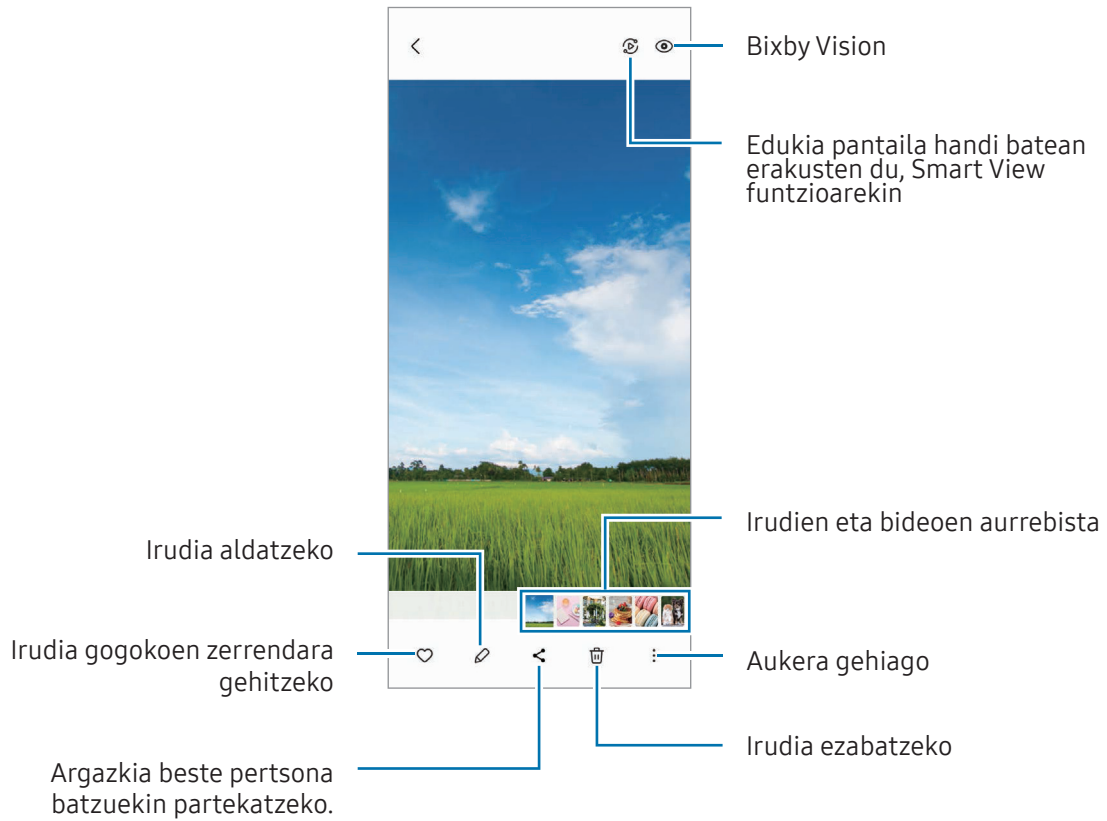 Bixby Vision
Edukia pantaila handi batean
erakusten du, Smart View
funtzioarekin
Irudien eta bideoen aurrebista
Irudia aldatzeko
Irudia gogokoen zerrendara
gehitzeko
Aukera gehiago
Irudia ezabatzeko
Argazkia beste pertsona
batzuekin partekatzeko.